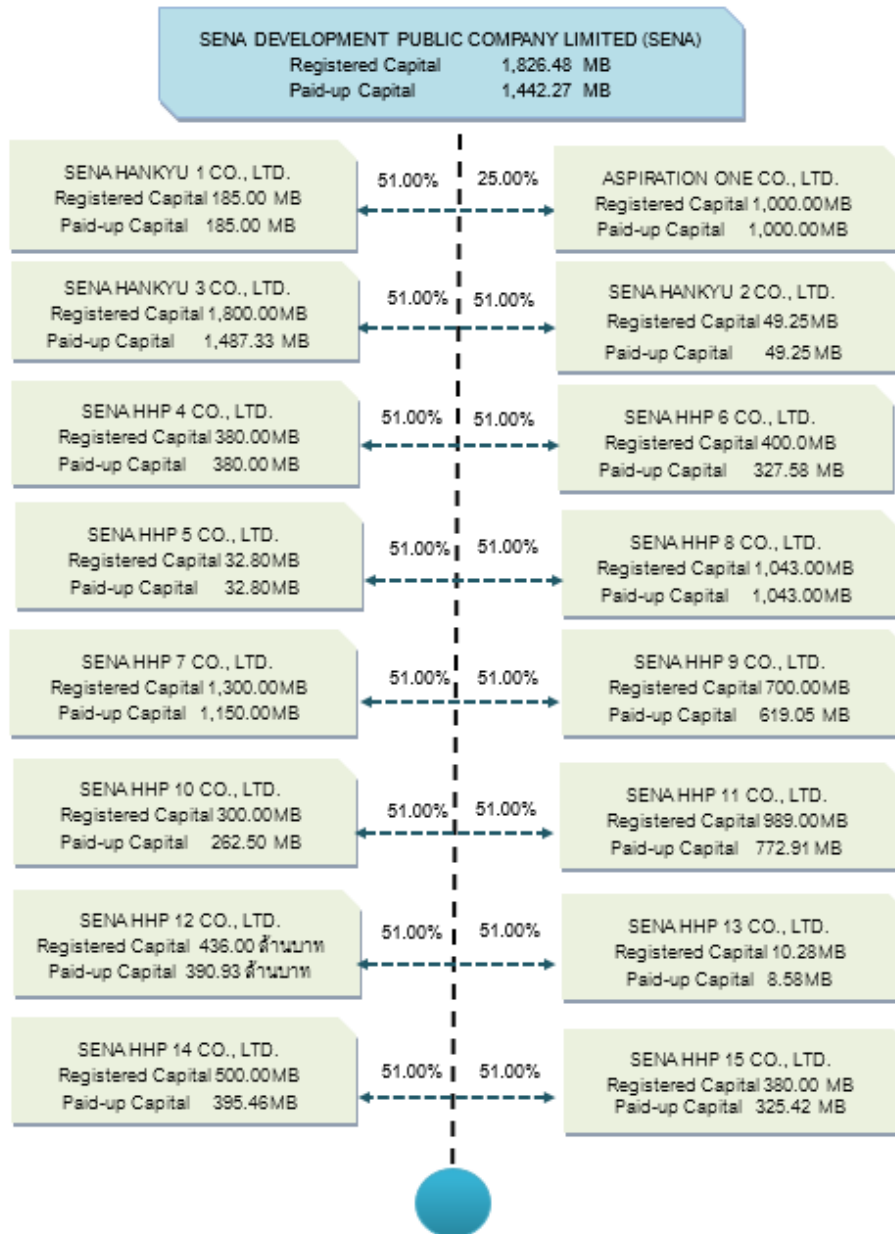 SENA DEVELOPMENT PUBLIC COMPANY LIMITED (SENA)
Registered Capital 1,826.48 MB
Paid-up Capital 1,442.27 MB
SENA HANKYU 1 CO., LTD.
Registered Capital 185.00 MB
Paid-up Capital 185.00 MB
51.00% 25.00%
ASPIRATION ONE CO., LTD.
Registered Capital 1,000.00MB
Paid-up Capital 1,000.00MB
SENA HANKYU 3 CO., LTD.
Registered Capital 1,800.00MB
Paid-up Capital 1,487.33 MB
51.00% 51.00%
SENA HANKYU 2 CO., LTD.
Registered Capital 49.25MB
Paid-up Capital 49.25MB
SENA HHP 4 CO., LTD.
Registered Capital 380.00MB
Paid-up Capital 380.00 MB
51.00% 51.00%
SENA HHP 6 CO., LTD.
Registered Capital 400.0MB
Paid-up Capital 327.58 MB
SENA HHP 5 CO., LTD.
Registered Capital 32.80MB
Paid-up Capital 32.80MB
51.00% 51.00%
SENA HHP 8 CO., LTD.
Registered Capital 1,043.00MB
Paid-up Capital 1,043.00MB
SENA HHP 7 CO., LTD.
Registered Capital 1,300.00MB
Paid-up Capital 1,150.00MB
51.00% 51.00%
SENA HHP 9 CO., LTD.
Registered Capital 700.00MB
Paid-up Capital 619.05 MB
SENA HHP 10 CO., LTD.
Registered Capital 300.00MB
Paid-up Capital 262.50 MB
51.00% 51.00%
SENA HHP 11 CO., LTD.
Registered Capital 989.00MB
Paid-up Capital 772.91 MB
SENA HHP 12 CO., LTD.
Registered Capital 436.00 ล้านบาท
Paid-up Capital 390.93 ล้านบาท
51.00% 51.00%
SENA HHP 13 CO., LTD.
Registered Capital 10.28MB
Paid-up Capital 8.58MB
SENA HHP 14 CO., LTD.
Registered Capital 500.00MB
Paid-up Capital 395.46MB
51.00% 51.00%
SENA HHP 15 CO., LTD.
Registered Capital 380.00 MB
Paid-up Capital 325.42 MB